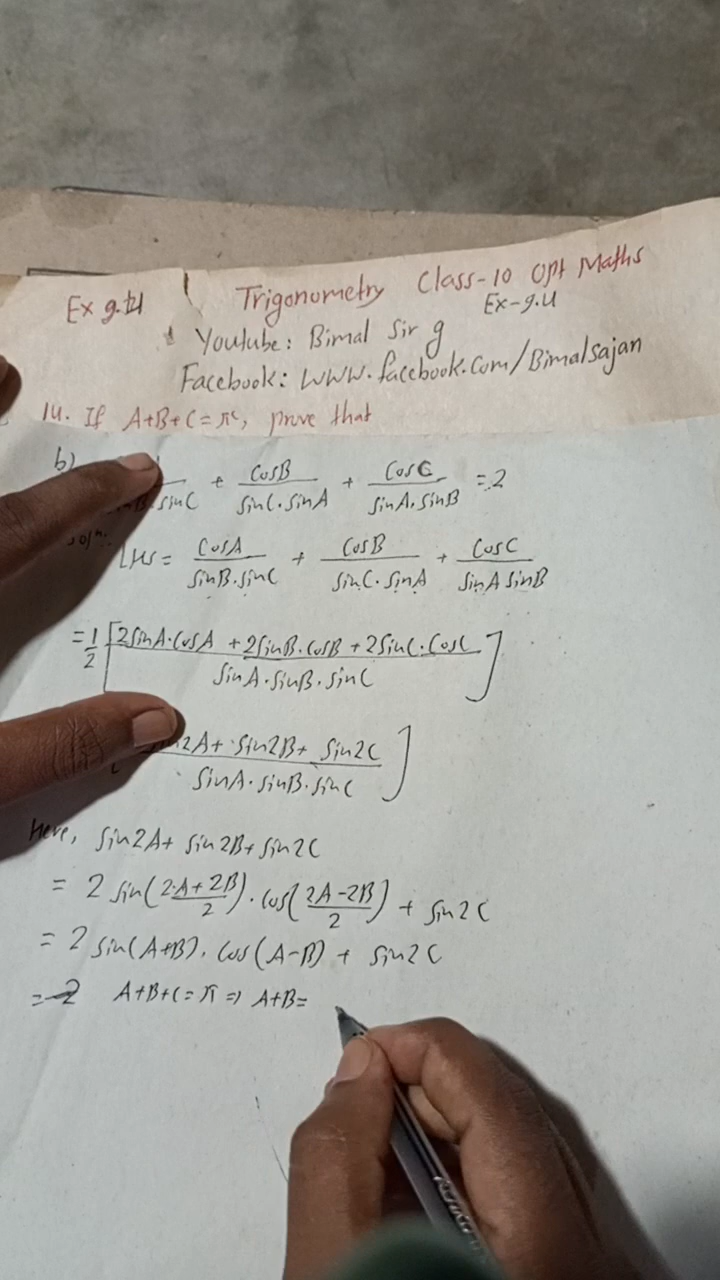 Ex 9.4 Trigonometry Class-10 Opt Maths
Ex-9.4
Youtube: Bimal Sir g
Facebook: WWW.facebook.com/Bimalsajan
14. If A+B+C = πᶜ, prove that
b) sinC + CosB/sinC·sinA + CosC/sinA·sinB = 2
soln: LHS = CosA/sinB·sinC + CosB/sinC·sinA + CosC/sinA sinB
= 1/2 [2sinA·cosA + 2sinB·cosB + 2sinC·cosC / sinA·sinB·sinC]
2A + sin2B + sin2C / sinA·sinB·sinC]
Here, sin2A + sin2B + sin2C
= 2 sin(2A+2B/2)·cos(2A-2B/2) + sin2C
= 2 sin(A+B)·cos(A-B) + sin2C
= 2 A+B+C = π ⇒ A+B=